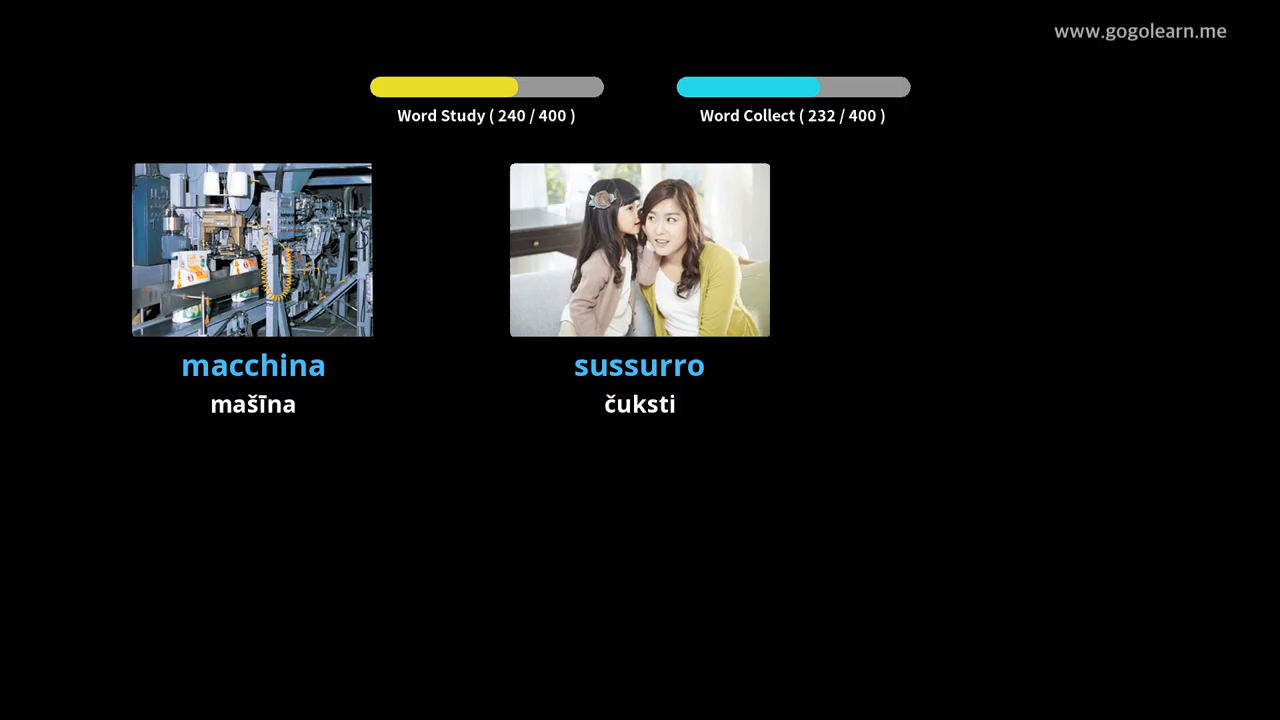 www.gogolearn.me
Word Study ( 240 / 400 )
Word Collect ( 232 / 400 )
macchina
mašīna
sussurro
čuksti